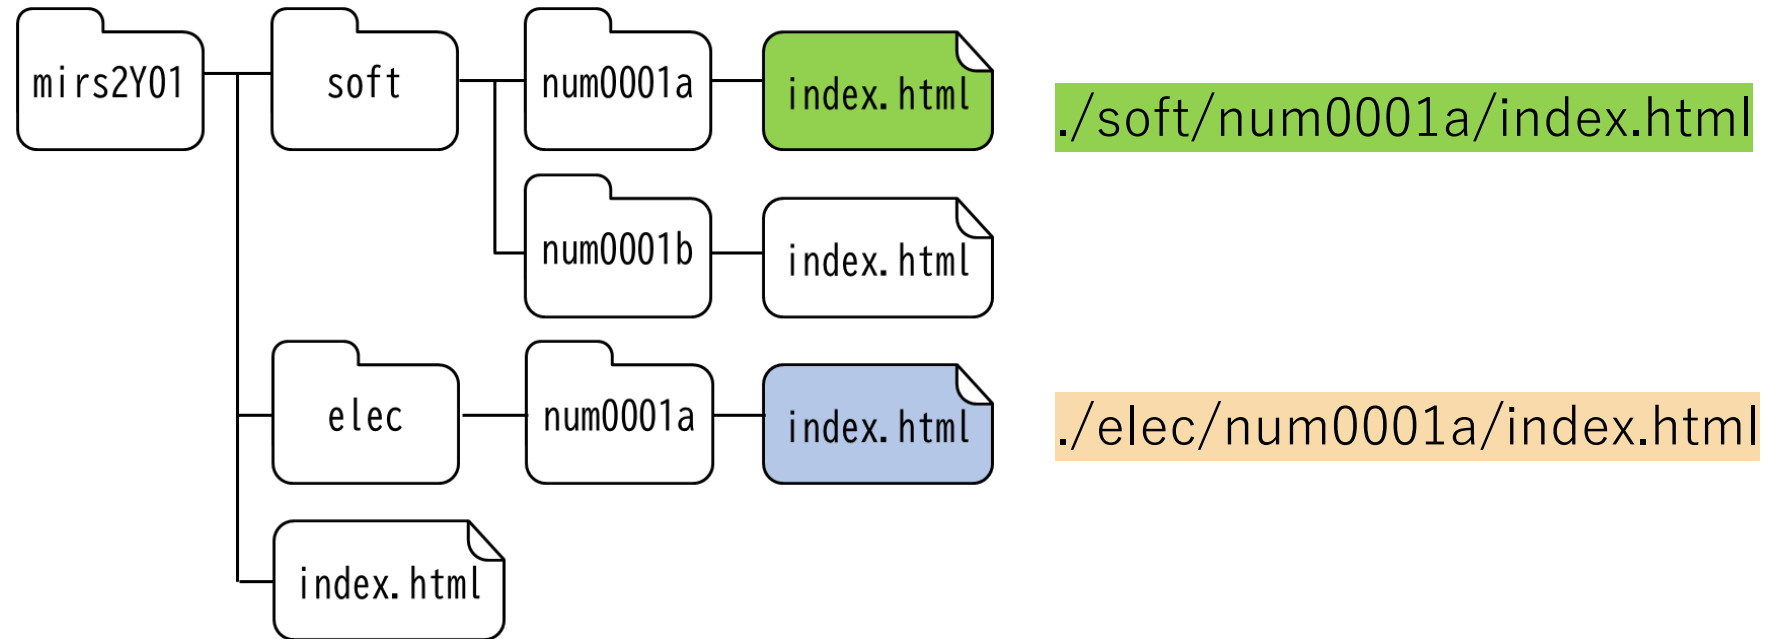 mirs2Y01
soft
num0001a
index.html
./soft/num0001a/index.html
num0001b
index.html
elec
num0001a
index.html
./elec/num0001a/index.html
index.html